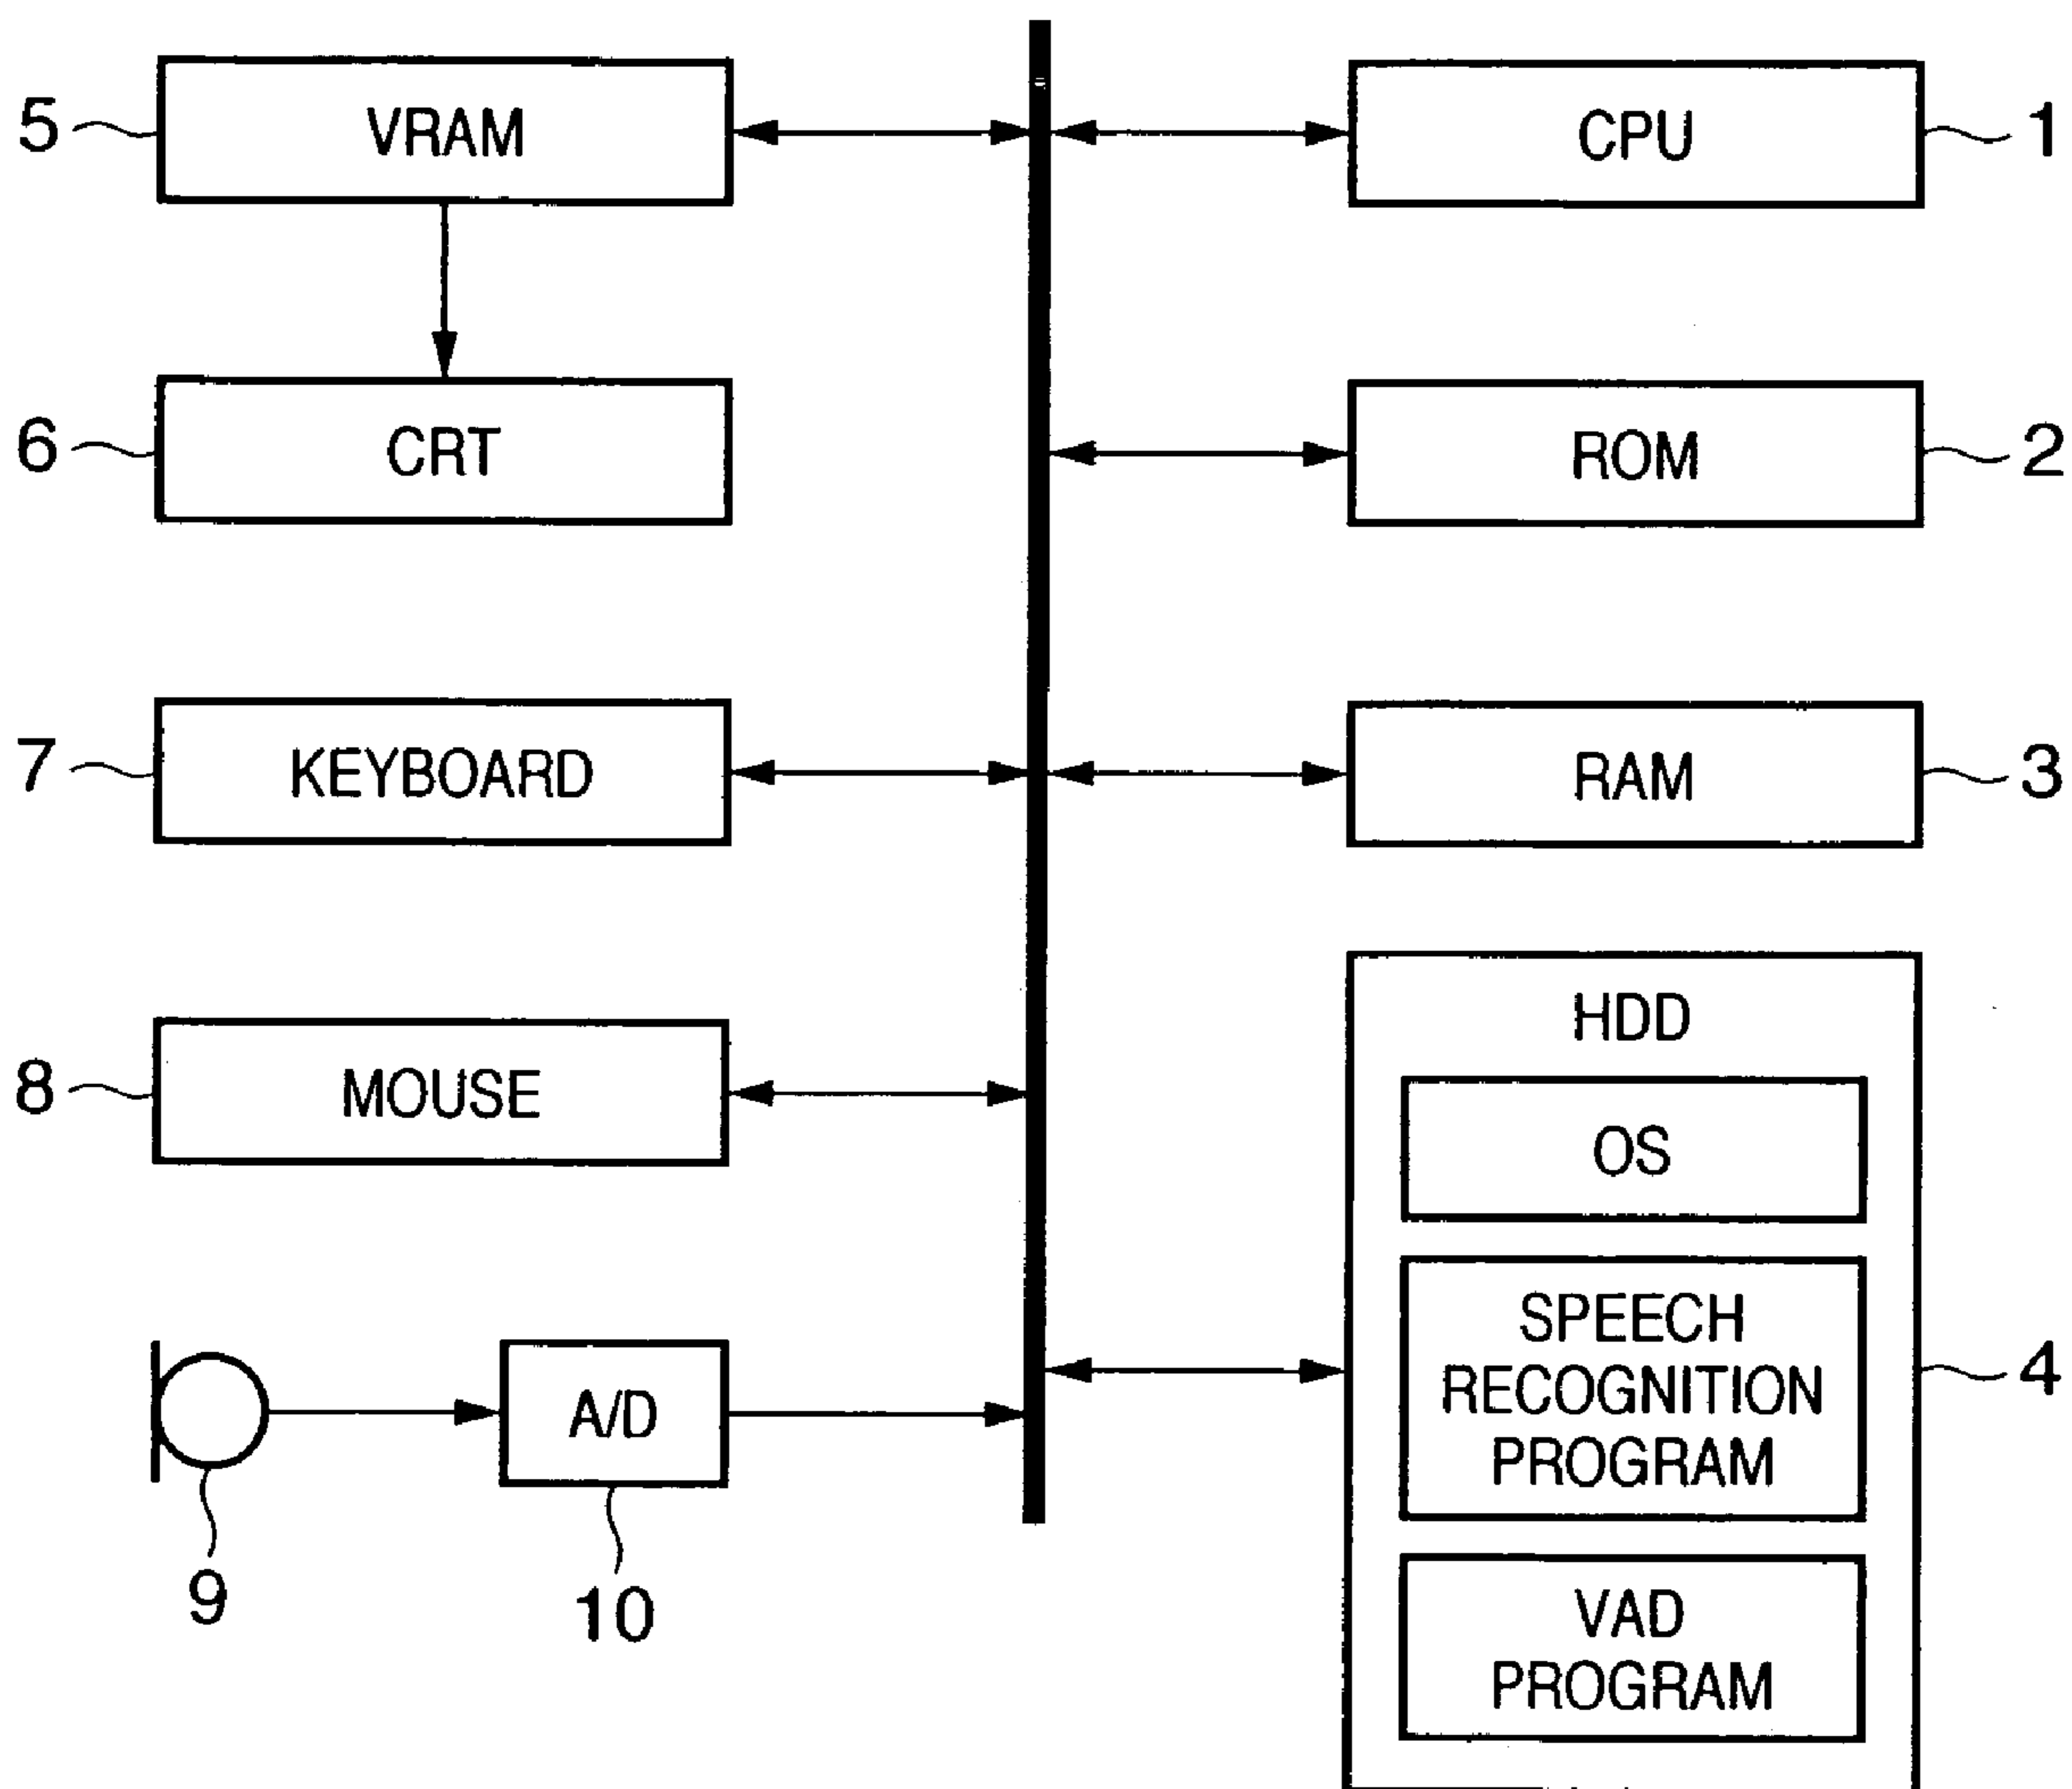 5
VRAM
CPU
1
6
CRT
ROM
2
7
KEYBOARD
RAM
3
8
MOUSE
HDD
OS
SPEECH
RECOGNITION
PROGRAM
4
VAD
PROGRAM
A/D
9
10